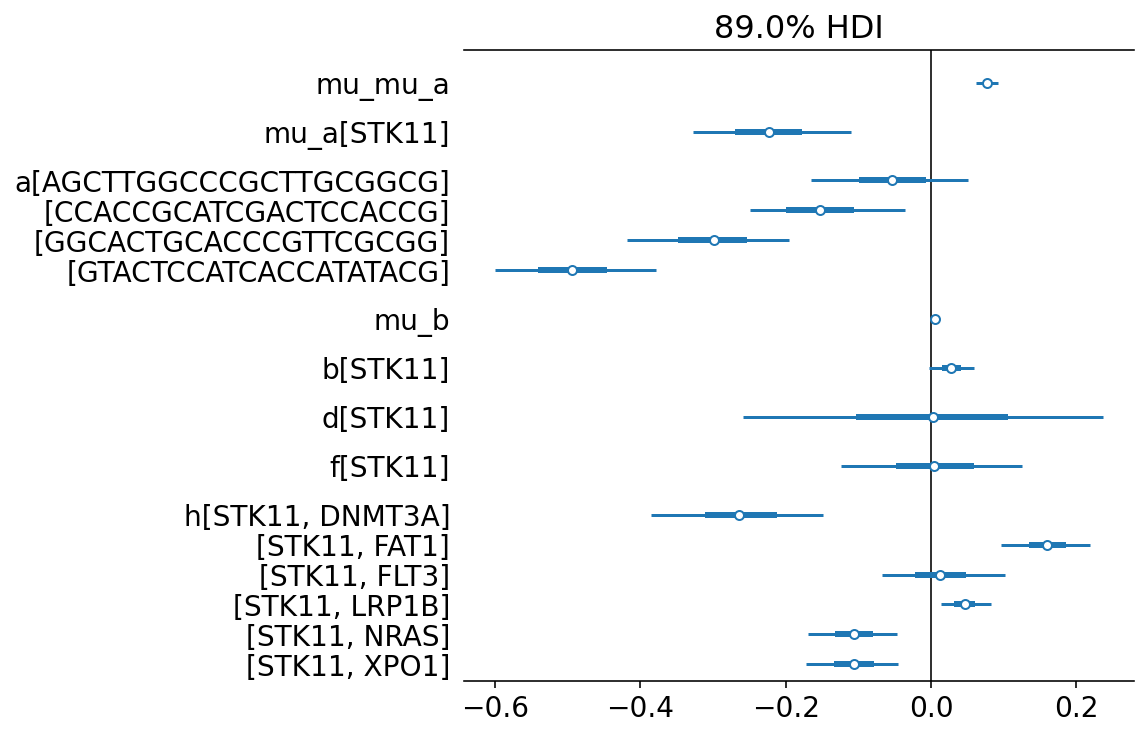 89.0% HDI
mu_mu_a
mu_a[STK11]
a[AGCTTGGCCCGCTTGCGGCG]
[CCACCGCATCGACTCCACCG]
[GGCACTGCACCCGTTCGCGG]
[GTACTCCATCACCATATACG]
mu_b
b[STK11]
d[STK11]
f[STK11]
h[STK11, DNMT3A]
[STK11, FAT1]
[STK11, FLT3]
[STK11, LRP1B]
[STK11, NRAS]
[STK11, XPO1]
−0.6 −0.4 −0.2 0.0 0.2